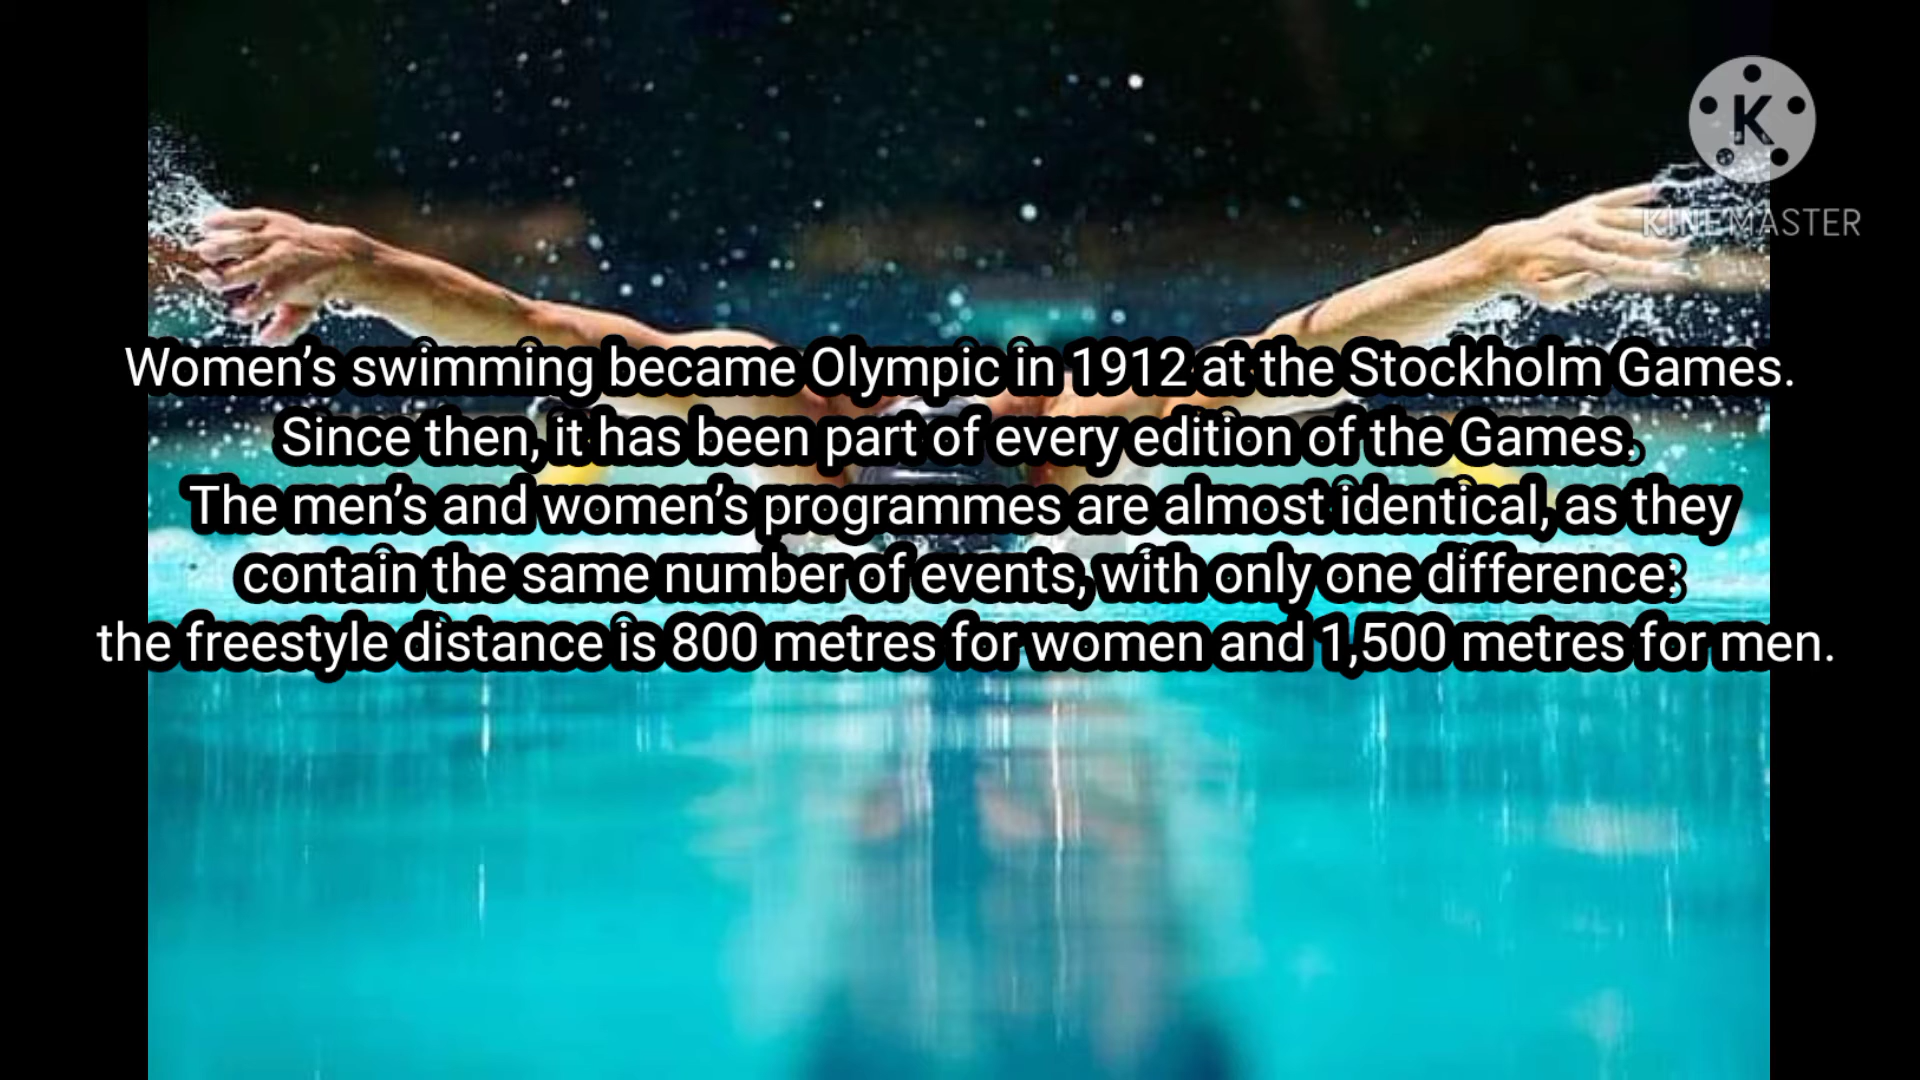 K
KINEMASTER
Women’s swimming became Olympic in 1912 at the Stockholm Games.
Since then, it has been part of every edition of the Games.
The men’s and women’s programmes are almost identical, as they
contain the same number of events, with only one difference:
the freestyle distance is 800 metres for women and 1,500 metres for men.